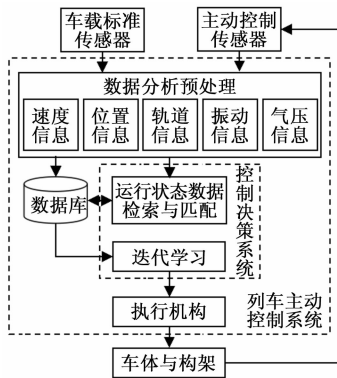 车载标准
传感器
主动控制
传感器
数据分析预处理
速度
信息
位置
信息
轨道
信息
振动
信息
气压
信息
数据库
运行状态数据
检索与匹配
控制决策系统
迭代学习
执行机构
列车主动
控制系统
车体与构架